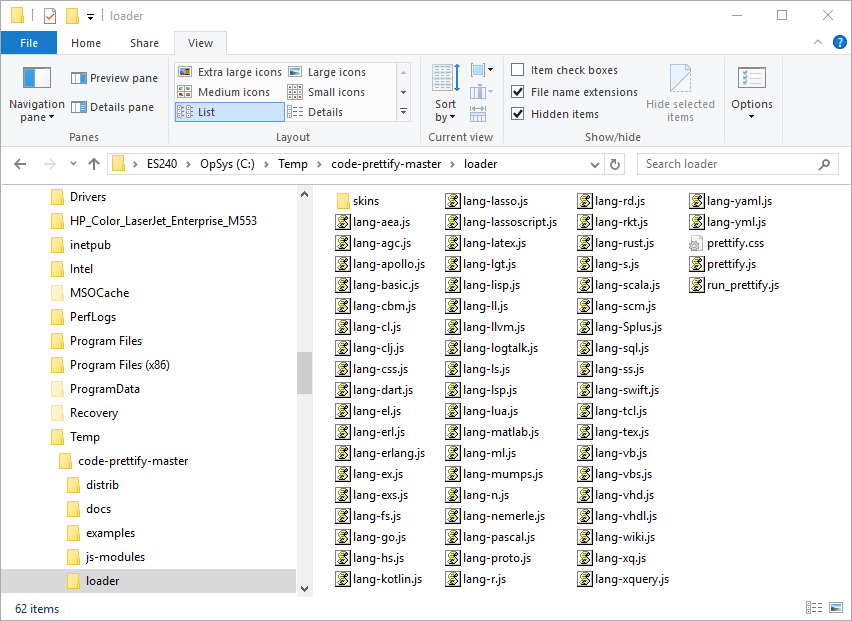 loader
File Home Share View
Navigation pane
Preview pane
Details pane
Panes
Extra large icons Large icons
Medium icons Small icons
List Details
Layout
Sort by
Current view
Item check boxes
File name extensions
Hidden items
Hide selected items
Show/hide
Options
ES240 OpSys (C:) Temp code-prettify-master loader
Search loader
Drivers
HP_Color_LaserJet_Enterprise_M553
inetpub
Intel
MSOCache
PerfLogs
Program Files
Program Files (x86)
ProgramData
Recovery
Temp
code-prettify-master
distrib
docs
examples
js-modules
loader
skins
lang-aea.js
lang-agc.js
lang-apollo.js
lang-basic.js
lang-cbm.js
lang-cl.js
lang-clj.js
lang-css.js
lang-dart.js
lang-el.js
lang-erl.js
lang-erlang.js
lang-ex.js
lang-exs.js
lang-fs.js
lang-go.js
lang-hs.js
lang-kotlin.js
lang-lasso.js
lang-lassoscript.js
lang-latex.js
lang-lgt.js
lang-lisp.js
lang-ll.js
lang-llvm.js
lang-logtalk.js
lang-ls.js
lang-lsp.js
lang-lua.js
lang-matlab.js
lang-ml.js
lang-mumps.js
lang-n.js
lang-nemerle.js
lang-pascal.js
lang-proto.js
lang-r.js
lang-rd.js
lang-rkt.js
lang-rust.js
lang-s.js
lang-scala.js
lang-scm.js
lang-Splus.js
lang-sql.js
lang-ss.js
lang-swift.js
lang-tcl.js
lang-tex.js
lang-vb.js
lang-vbs.js
lang-vhd.js
lang-vhdl.js
lang-wiki.js
lang-xq.js
lang-xquery.js
lang-yaml.js
lang-yml.js
prettify.css
prettify.js
run_prettify.js
62 items